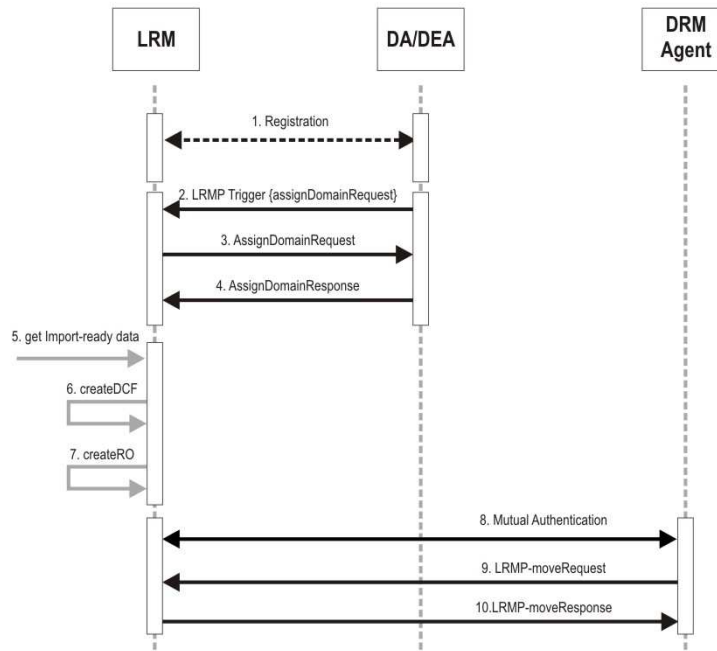 LRM
DA/DEA
DRM
Agent
1. Registration
2. LRMP Trigger {assignDomainRequest}
3. AssignDomainRequest
4. AssignDomainResponse
5. get Import-ready data
6. createDCF
7. createRO
8. Mutual Authentication
9. LRMP-moveRequest
10.LRMP-moveResponse